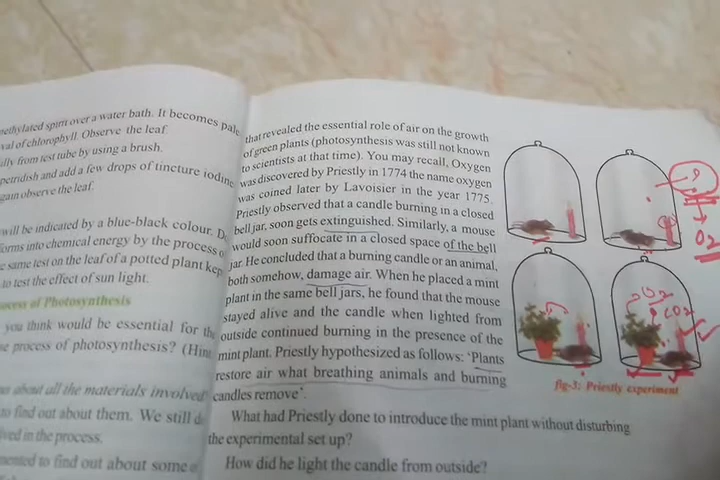 methylated spirit over a water bath. It becomes pale
val of chlorophyll. Observe the leaf.
from test tube by using a brush.
petridish and add a few drops of tincture iodine
observe the leaf.
will be indicated by a blue-black colour.
into chemical energy by the process
same test on the leaf of a potted plant kep
to test the effect of sun light.
ocess of Photosynthesis
you think would be essential for the
process of photosynthesis? (Hint
about all the materials involved
to find out about them. We still
in the process.
to find out about some
that revealed the essential role of air on the growth
of green plants (photosynthesis was still not known
to scientists at that time). You may recall, Oxygen
was discovered by Priestly in 1774 the name oxygen
was coined later by Lavoisier in the year 1775.
Priestly observed that a candle burning in a closed
bell jar, soon gets extinguished. Similarly, a mouse
would soon suffocate in a closed space of the bell
jar. He concluded that a burning candle or an animal,
both somehow, damage air. When he placed a mint
plant in the same bell jars, he found that the mouse
stayed alive and the candle when lighted from
outside continued burning in the presence of the
mint plant. Priestly hypothesized as follows: ‘Plants
restore air what breathing animals and burning
candles remove’.
What had Priestly done to introduce the mint plant without disturbing
the experimental set up?
How did he light the candle from outside?
O2
O2
CO2
fig-3: Priestly experiment